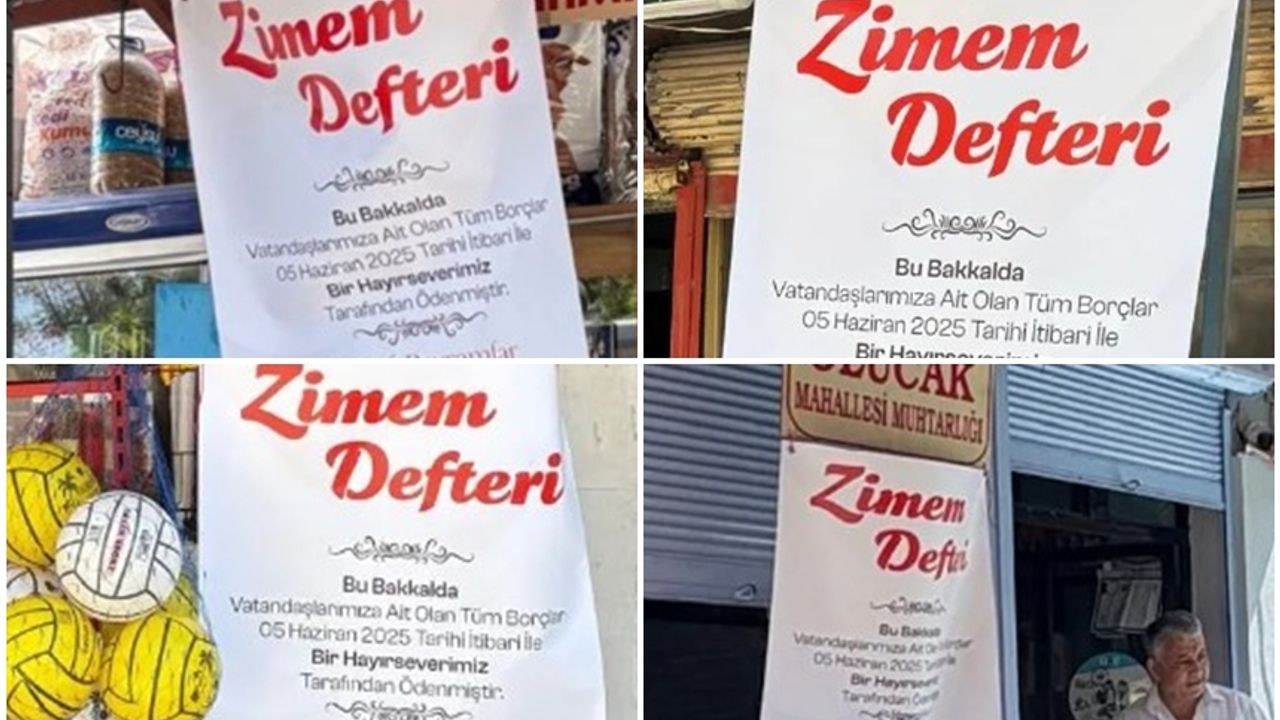 Zimem
Defteri
Bu Bakkalda
Vatandaşlarımıza Ait Olan Tüm Borçlar
05 Haziran 2025 Tarihi İtibari İle
Bir Hayırseverimiz
Tarafından Ödenmiştir.
Zimem
Defteri
Bu Bakkalda
Vatandaşlarımıza Ait Olan Tüm Borçlar
05 Haziran 2025 Tarihi İtibari İle
Zimem
Defteri
Bu Bakkalda
Vatandaşlarımıza Ait Olan Tüm Borçlar
05 Haziran 2025 Tarihi İtibari İle
Bir Hayırseverimiz
Tarafından Ödenmiştir.
MAHALLESİ MUHTARLIĞI
Zimem
Defteri
Bu Bakkalda
05 Haziran 2025